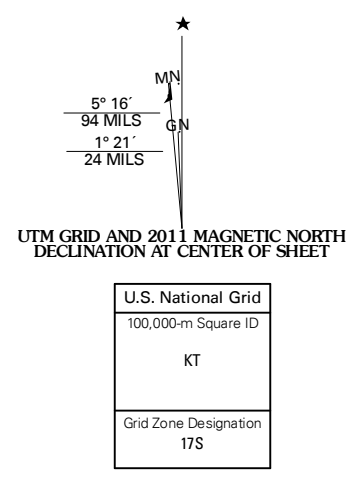 MN
5° 16´
94 MILS
GN
1° 21´
24 MILS
UTM GRID AND 2011 MAGNETIC NORTH
DECLINATION AT CENTER OF SHEET
U.S. National Grid
100,000-m Square ID
KT
Grid Zone Designation
17S